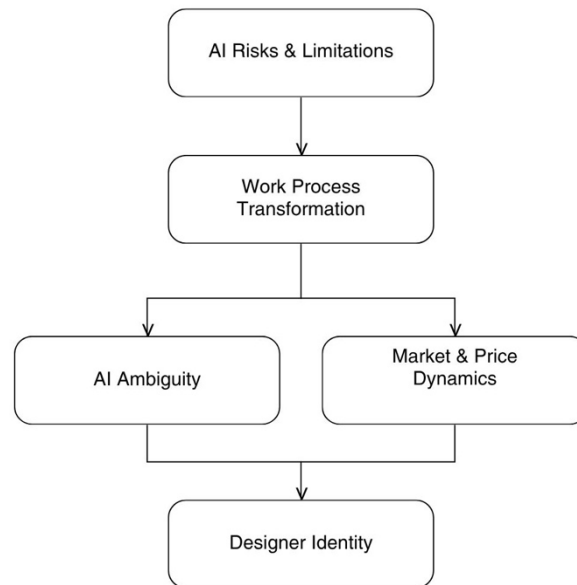 AI Risks & Limitations
Work Process
Transformation
AI Ambiguity
Market & Price
Dynamics
Designer Identity